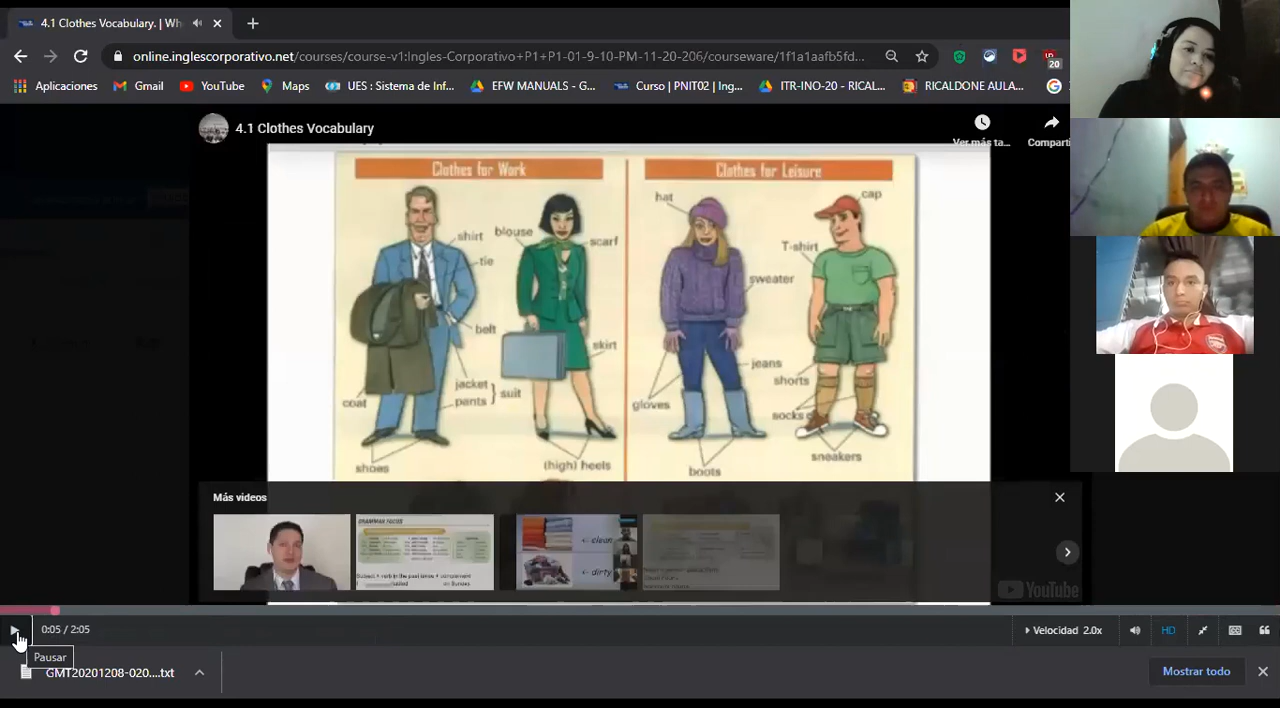 4.1 Clothes Vocabulary. | Wh
online.inglescorporativo.net/courses/course-v1:Ingles-Corporativo+P1+P1-01-9-10-PM-11-20-206/courseware/1f1a1aafb5fd...
20
Aplicaciones Gmail YouTube Maps UES : Sistema de Inf... EFW MANUALS - G... Curso | PNIT02 | Ing... ITR-INO-20 - RICAL... RICALDONE AULA...
4.1 Clothes Vocabulary
Ver más ta... Comparti
Clothes for Work Clothes for Leisure
hat cap
shirt blouse scarf T-shirt
tie sweater
belt
skirt
jacket jeans
pants suit shorts
coat gloves socks
shoes (high) heels boots sneakers
Más videos
GRAMMAR FOCUS
clean
dirty
YouTube
0:05 / 2:05 Velocidad 2.0x HD
Pausar
GMT20201208-020....txt Mostrar todo